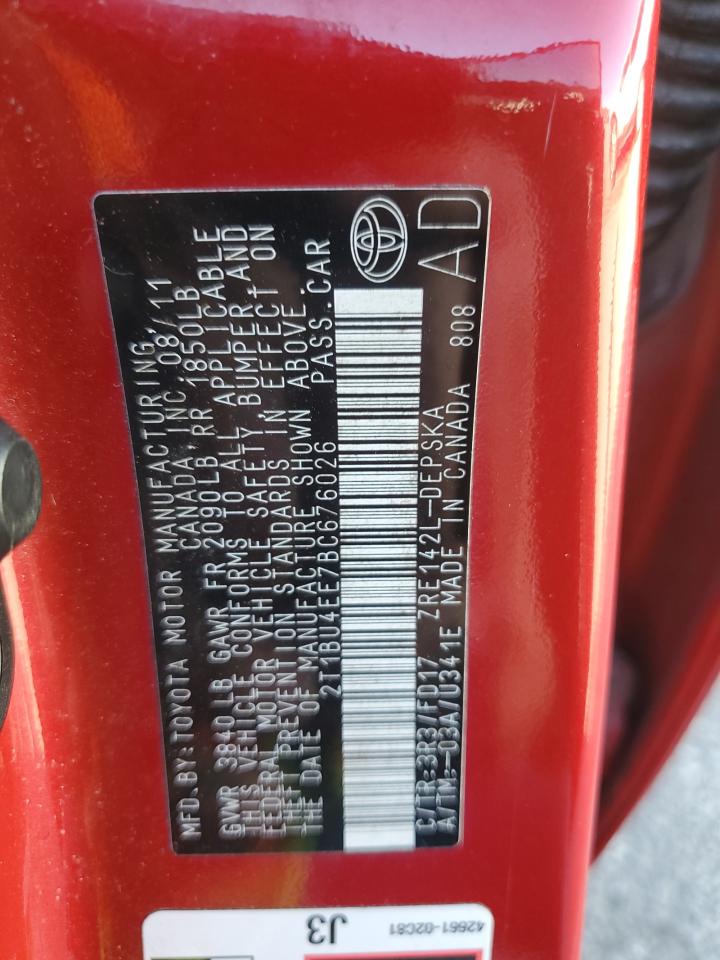 MFD.BY:TOYOTA MOTOR MANUFACTURING,
CANADA, INC. 08/11
GVWR 3840 LB GAWR FR 2090LB RR 1850LB
THIS VEHICLE CONFORMS TO ALL APPLICABLE
FEDERAL MOTOR VEHICLE SAFETY, BUMPER, AND
THEFT PREVENTION STANDARDS IN EFFECT ON
THE DATE OF MANUFACTURE SHOWN ABOVE.
2T1BU4EE7BC676026 PASS.CAR
C/TR:3R3/FD17 ZRE142L-DEPSKA
A/TM:-03A/U341E MADE IN CANADA 808
AD
J3
42661-02C81